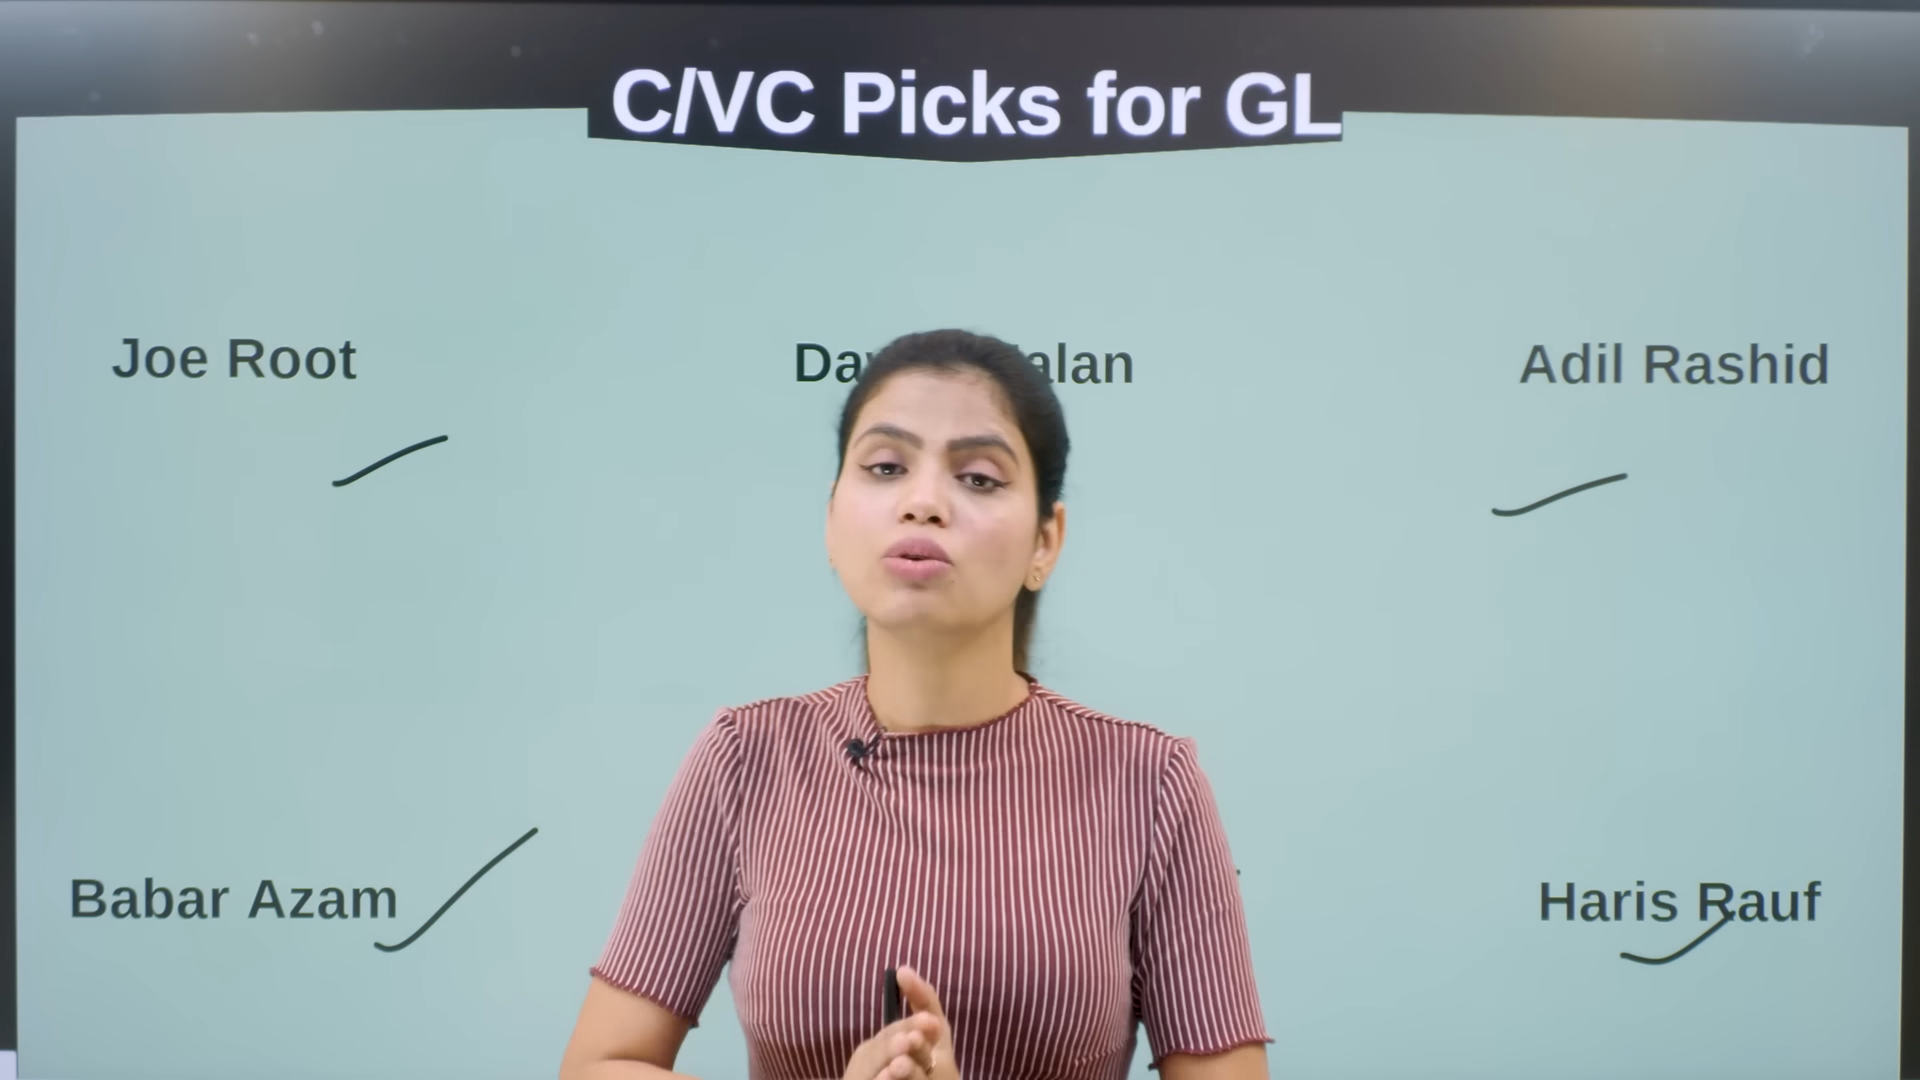 C/VC Picks for GL
Joe Root
Adil Rashid
Babar Azam
Haris Rauf